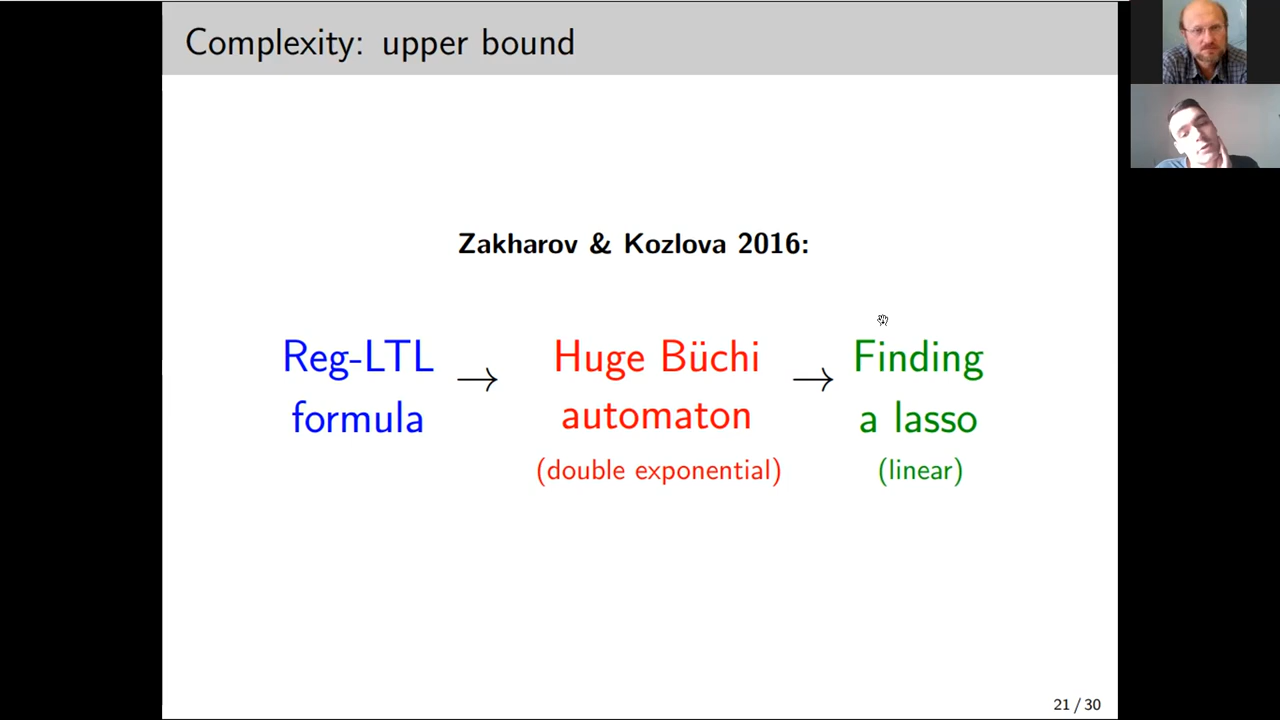 Complexity: upper bound
Zakharov & Kozlova 2016:
Reg-LTL
formula
→
Huge Büchi
automaton
(double exponential)
→
Finding
a lasso
(linear)
21 / 30